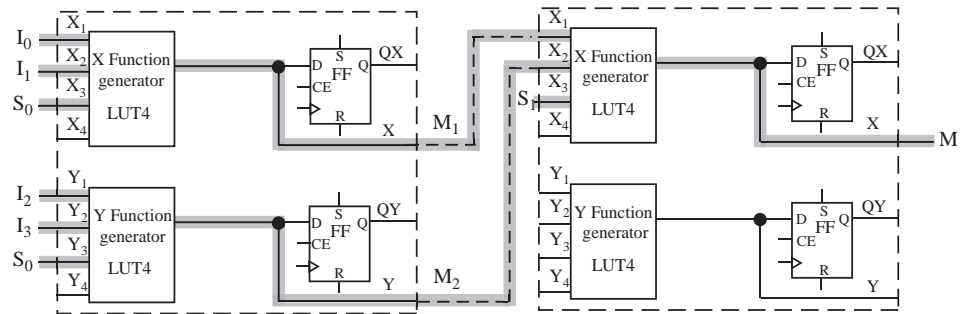 I0 X1
I1 X2
S0 X3
X4
X Function
generator
LUT4
D S Q
FF
CE
R
QX
X
M1
I2 Y1
I3 Y2
S0 Y3
Y4
Y Function
generator
LUT4
D S Q
FF
CE
R
QY
Y
M2
X1
X2
S1 X3
X4
X Function
generator
LUT4
D S Q
FF
CE
R
QX
X
M
Y1
Y2
Y3
Y4
Y Function
generator
LUT4
D S Q
FF
CE
R
QY
Y